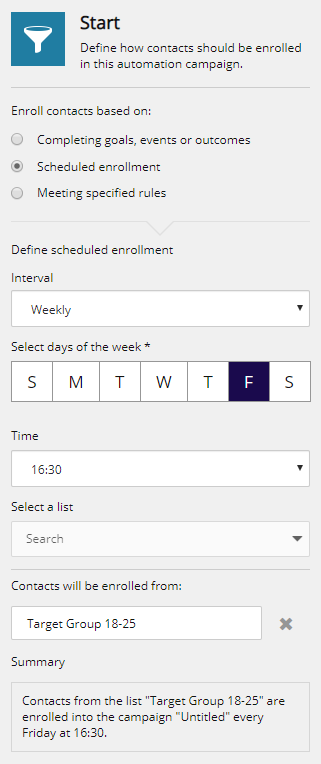 Start
Define how contacts should be enrolled
in this automation campaign.
Enroll contacts based on:
Completing goals, events or outcomes
Scheduled enrollment
Meeting specified rules
Define scheduled enrollment
Interval
Weekly
Select days of the week *
S M T W T F S
Time
16:30
Select a list
Search
Contacts will be enrolled from:
Target Group 18-25
Summary
Contacts from the list "Target Group 18-25" are
enrolled into the campaign "Untitled" every
Friday at 16:30.